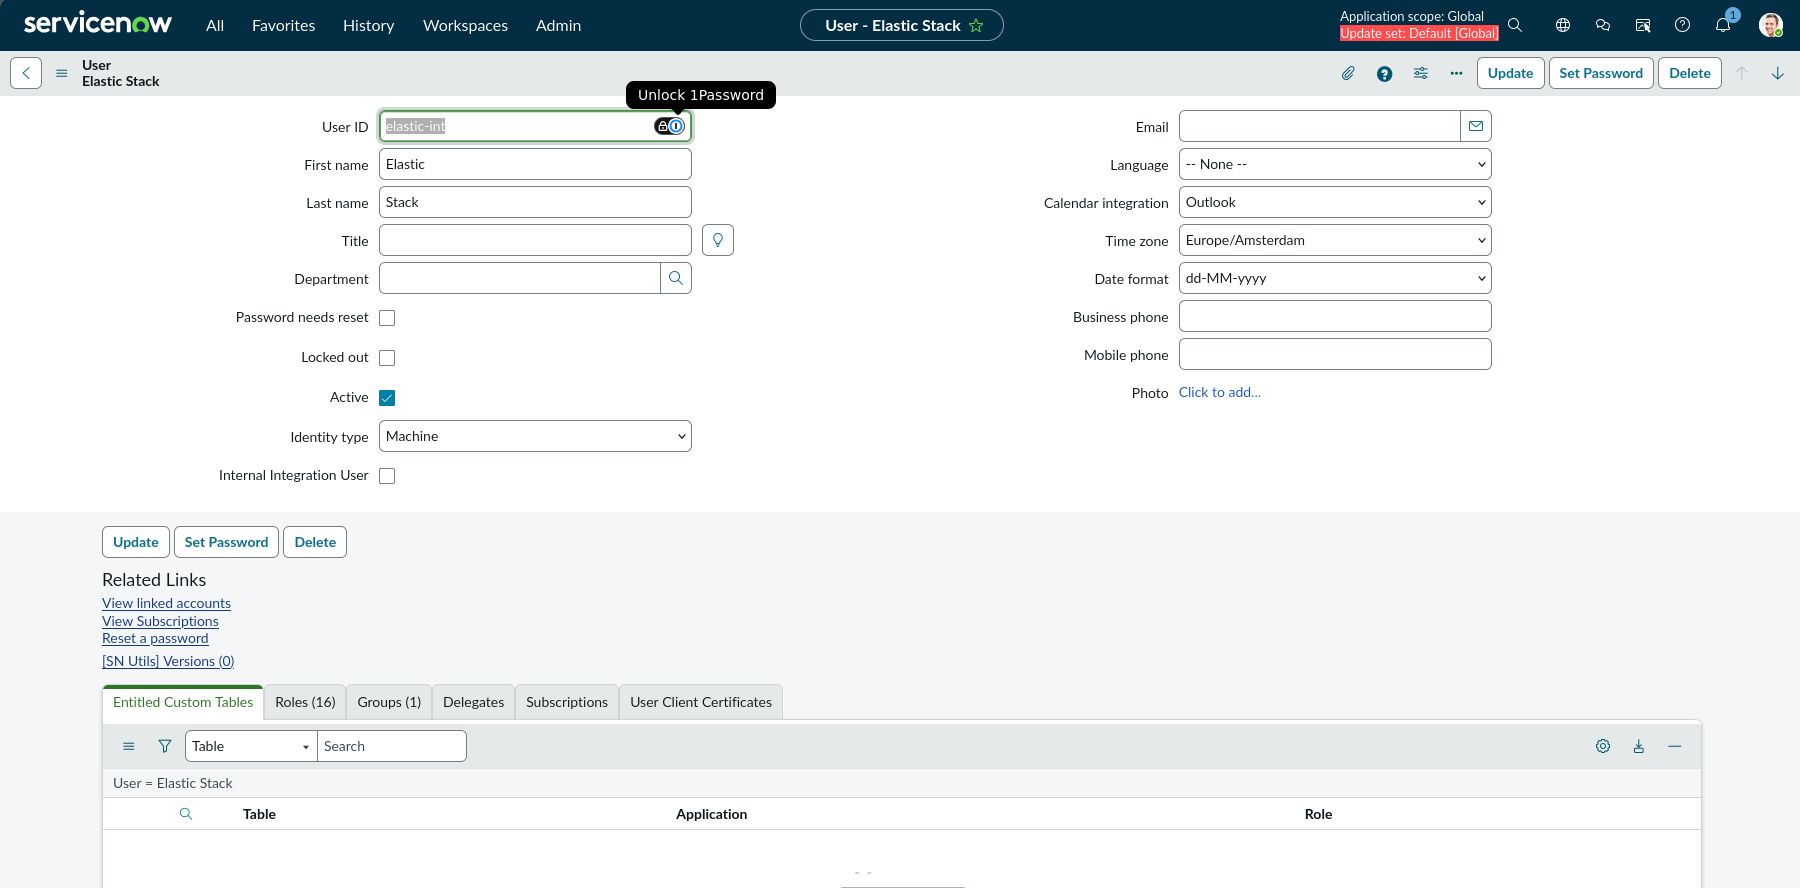 servicenow
All
Favorites
History
Workspaces
Admin
User - Elastic Stack
Application scope: Global
Update set: Default [Global]
1
User
Elastic Stack
Update
Set Password
Delete
Unlock 1Password
User ID
elastic-int
First name
Elastic
Last name
Stack
Title
Department
Password needs reset
Locked out
Active
Identity type
Machine
Internal Integration User
Email
Language
-- None --
Calendar integration
Outlook
Time zone
Europe/Amsterdam
Date format
dd-MM-yyyy
Business phone
Mobile phone
Photo
Click to add...
Update
Set Password
Delete
Related Links
View linked accounts
View Subscriptions
Reset a password
[SN Utils] Versions (0)
Entitled Custom Tables
Roles (16)
Groups (1)
Delegates
Subscriptions
User Client Certificates
Table
Search
User = Elastic Stack
Table
Application
Role